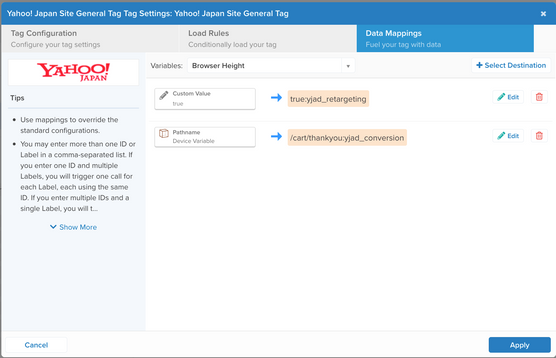 Yahoo! Japan Site General Tag Tag Settings: Yahoo! Japan Site General Tag
Tag Configuration
Configure your tag settings
Load Rules
Conditionally load your tag
Data Mappings
Fuel your tag with data
YAHOO!
JAPAN
Tips
Use mappings to override the
standard configurations.
You may enter more than one ID or
Label in a comma-separated list. If
you enter one ID and multiple
Labels, you will trigger one call for
each Label, each using the same
ID. If you enter multiple IDs and a
single Label, you will t...
Show More
Variables: Browser Height
+ Select Destination
Custom Value
true
true:yjad_retargeting
Edit
Pathname
Device Variable
/cart/thankyou:yjad_conversion
Edit
Cancel
Apply